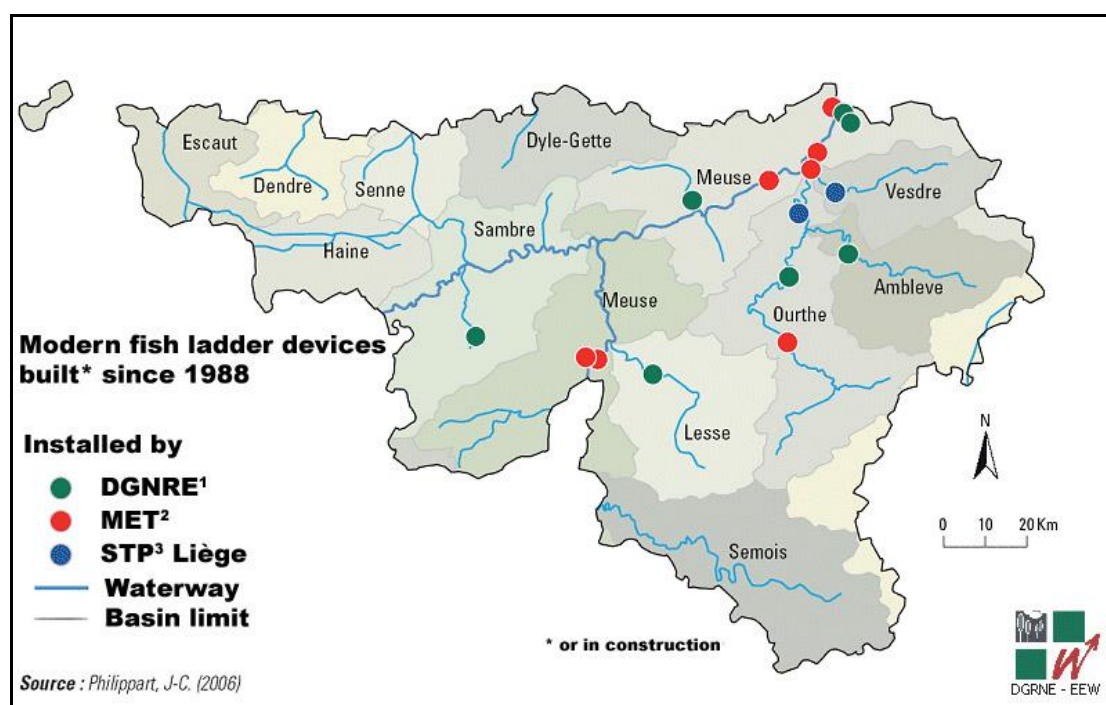 Escaut
Dendre
Senne
Dyle-Gette
Meuse
Vesdre
Haine
Sambre
Meuse
Ourthe
Ambleve
Modern fish ladder devices
built* since 1988
Lesse
Installed by
DGNRE¹
MET²
STP³ Liège
Waterway
Basin limit
N
0 10 20 Km
Semois
* or in construction
Source : Philippart, J-C. (2006)
W
DGRNE - EEW